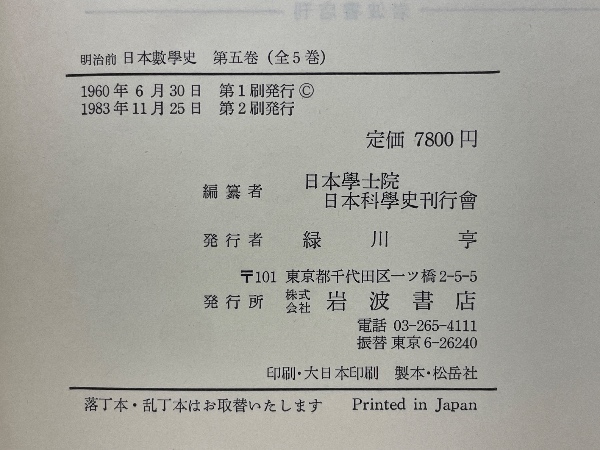 明治前 日本數學史 第五卷 (全5巻)
1960年 6月30日 第1刷発行 ©
1983年11月25日 第2刷発行
定価 7800円
編纂者 日本學士院
日本科學史刊行會
発行者 緑川亨
〒101 東京都千代田区一ツ橋2-5-5
発行所 株式会社 岩波書店
電話 03-265-4111
振替 東京6-26240
印刷・大日本印刷 製本・松岳社
落丁本・乱丁本はお取替いたします Printed in Japan